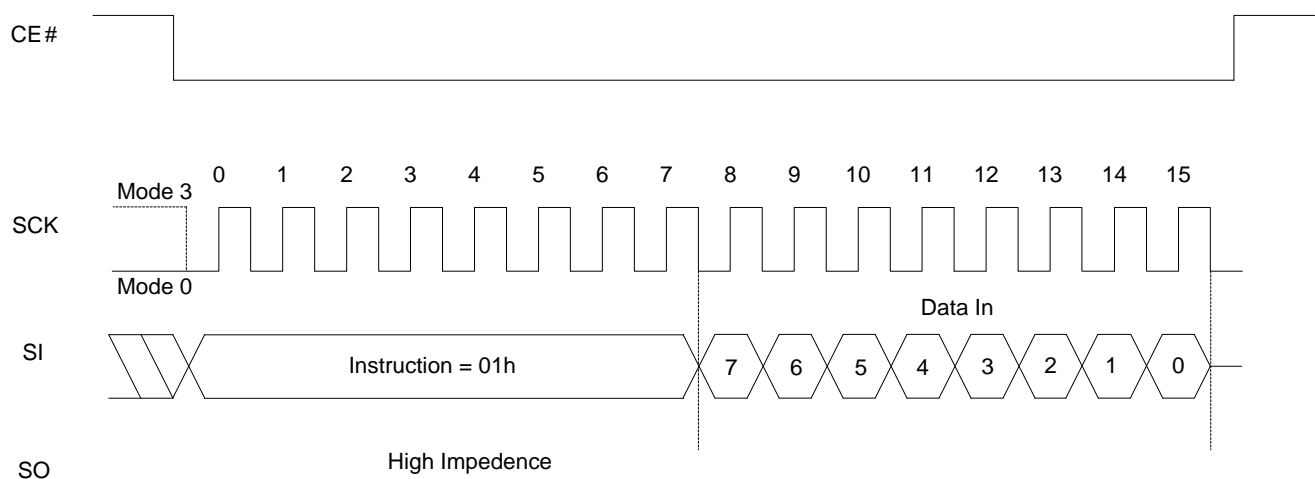 CE#
0 1 2 3 4 5 6 7 8 9 10 11 12 13 14 15
Mode 3
SCK
Mode 0
Data In
SI
Instruction = 01h
7 6 5 4 3 2 1 0
High Impedence
SO